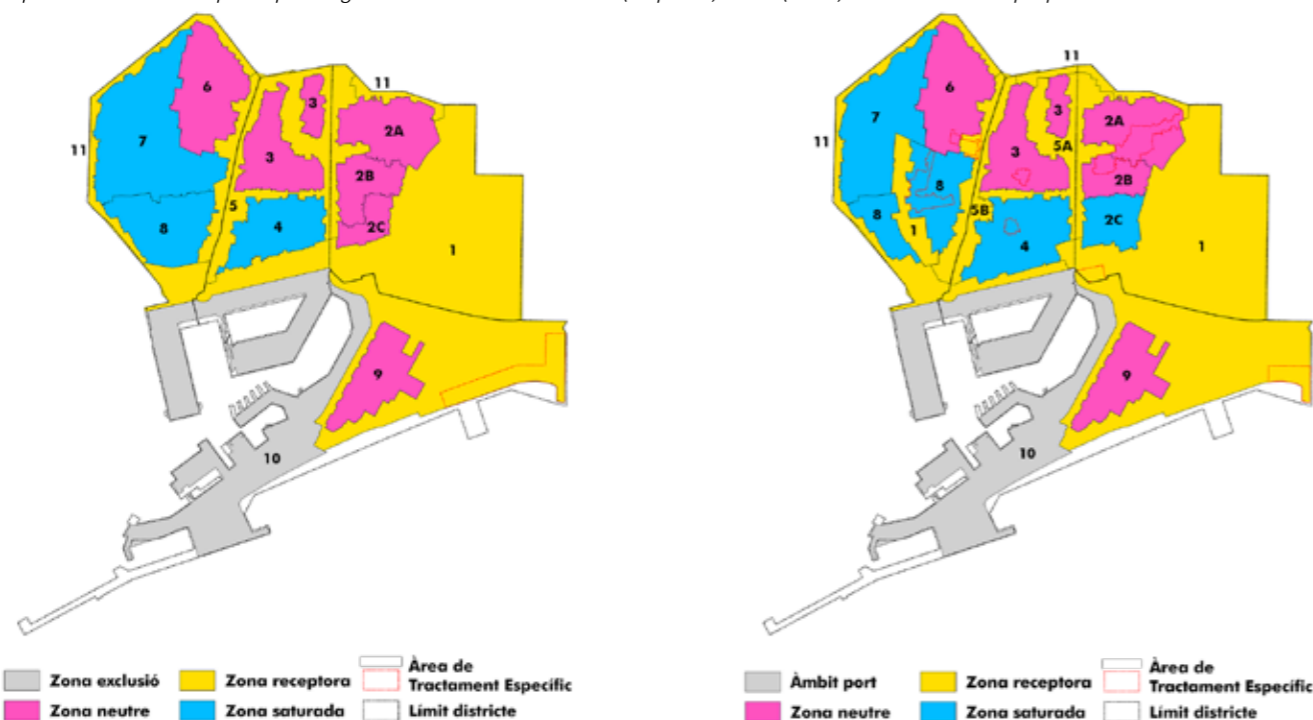 11
6
3
2A
7
11
3
2B
5
8
4
2C
1
9
10
Zona exclusió
Zona receptora
Àrea de
Tractament Específic
Zona neutre
Zona saturada
Límit districte
11
6
3
2A
7
11
5A
3
2B
8
5B
8
2C
1
4
1
9
10
Àmbit port
Zona receptora
Àrea de
Tractament Específic
Zona neutre
Zona saturada
Límit districte